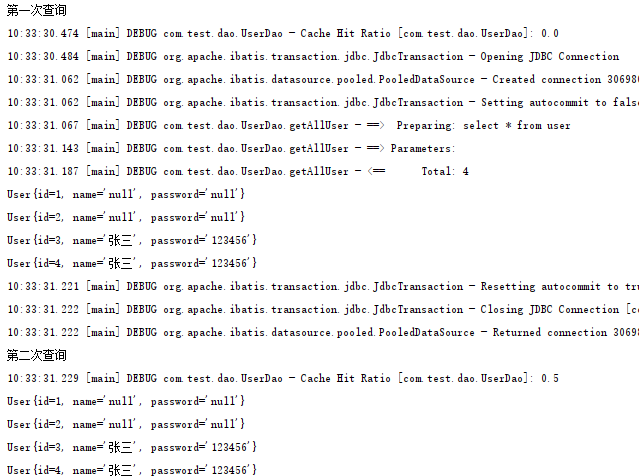 第一次查询
10:33:30.474 [main] DEBUG com.test.dao.UserDao - Cache Hit Ratio [com.test.dao.UserDao]: 0.0
10:33:30.484 [main] DEBUG org.apache.ibatis.transaction.jdbc.JdbcTransaction - Opening JDBC Connection
10:33:31.062 [main] DEBUG org.apache.ibatis.datasource.pooled.PooledDataSource - Created connection 30698
10:33:31.062 [main] DEBUG org.apache.ibatis.transaction.jdbc.JdbcTransaction - Setting autocommit to false
10:33:31.067 [main] DEBUG com.test.dao.UserDao.getAllUser - ==>  Preparing: select * from user
10:33:31.143 [main] DEBUG com.test.dao.UserDao.getAllUser - ==> Parameters:
10:33:31.187 [main] DEBUG com.test.dao.UserDao.getAllUser - <==      Total: 4
User{id=1, name='null', password='null'}
User{id=2, name='null', password='null'}
User{id=3, name='张三', password='123456'}
User{id=4, name='张三', password='123456'}
10:33:31.221 [main] DEBUG org.apache.ibatis.transaction.jdbc.JdbcTransaction - Resetting autocommit to tru
10:33:31.222 [main] DEBUG org.apache.ibatis.transaction.jdbc.JdbcTransaction - Closing JDBC Connection [c
10:33:31.222 [main] DEBUG org.apache.ibatis.datasource.pooled.PooledDataSource - Returned connection 30698
第二次查询
10:33:31.229 [main] DEBUG com.test.dao.UserDao - Cache Hit Ratio [com.test.dao.UserDao]: 0.5
User{id=1, name='null', password='null'}
User{id=2, name='null', password='null'}
User{id=3, name='张三', password='123456'}
User{id=4, name='张三', password='123456'}